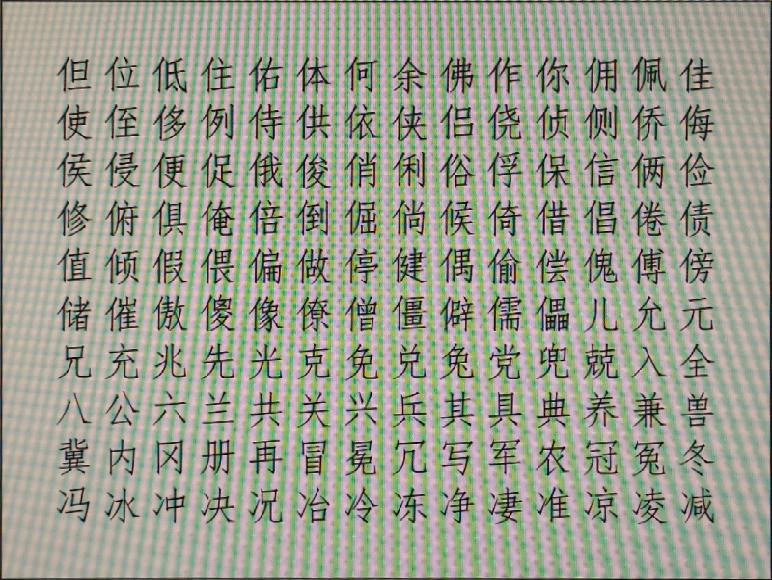 但位低住佑体何余佛作你佣佩佳
使侄侈例侍供依侠侣侥侦侧侨侮
侯侵便促俄俊俏俐俗俘保信俩俭
修俯俱俺倍倒倔倘候倚借倡倦债
值倾假偎偏做停健偶偷偿傀傅傍
储催傲傻像僚僧僵僻儒儡儿允元
兄充兆先光克免兑兔党兜兢入全
八公六兰共关兴兵其具典养兼兽
冀内冈册再冒冕冗写军农冠冤冬
冯冰冲决况冶冷冻净凄准凉凌减